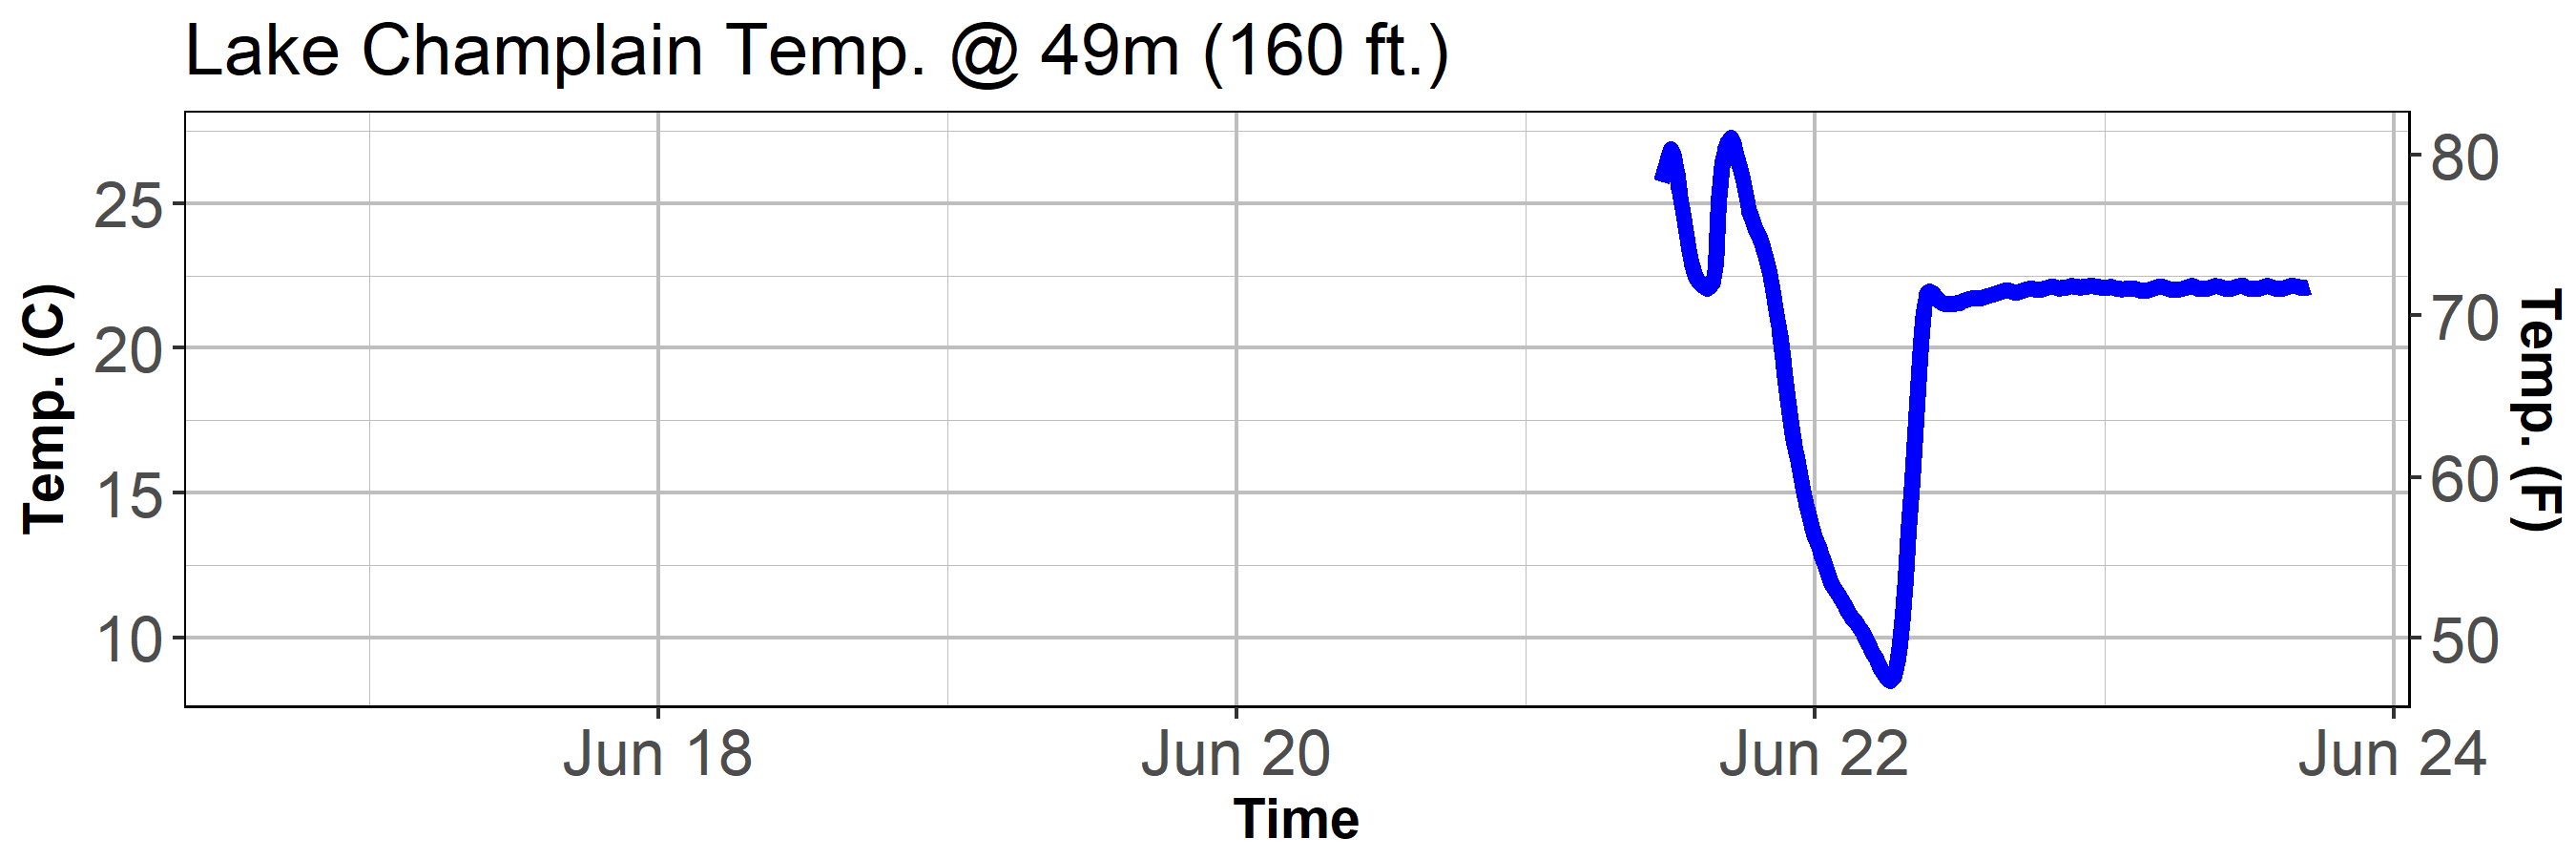 Lake Champlain Temp. @ 49m (160 ft.)
Temp. (C)
25
20
15
10
80
70
60
50
Temp. (F)
Jun 18
Jun 20
Jun 22
Jun 24
Time